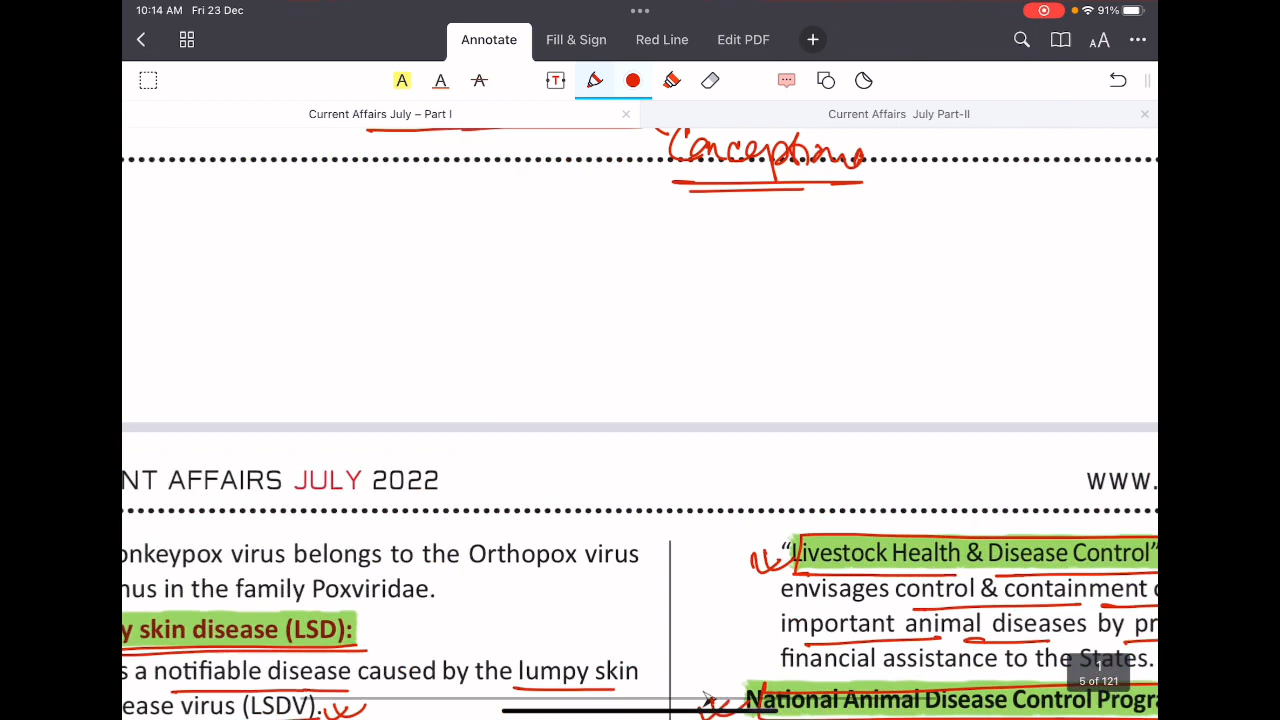 10:14 AM Fri 23 Dec
91%
Annotate
Fill & Sign
Red Line
Edit PDF
Current Affairs July – Part I
Current Affairs July Part-II
Conceptions
NT AFFAIRS JULY 2022
WWW.
onkeypox virus belongs to the Orthopox virus
nus in the family Poxviridae.
y skin disease (LSD):
s a notifiable disease caused by the lumpy skin
ease virus (LSDV).
“Livestock Health & Disease Control”
envisages control & containment
important animal diseases by pr
financial assistance to the States.
National Animal Disease Control Progra
1
5 of 121